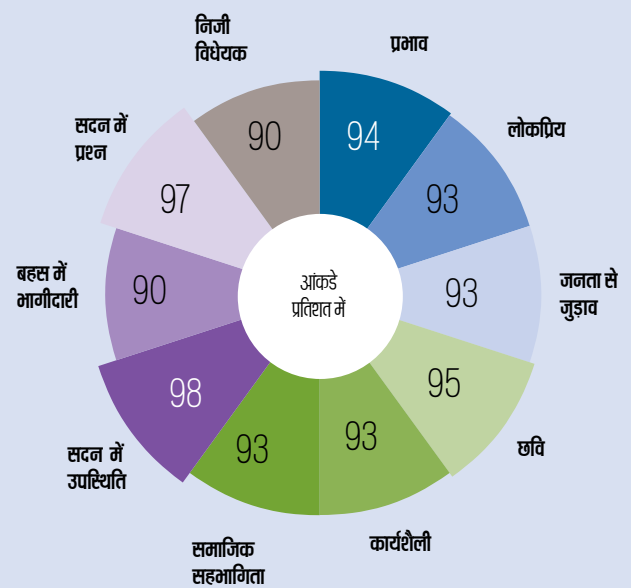 निजी
विधेयक
90
प्रभाव
94
लोकप्रिय
93
जनता से
जुड़ाव
93
छवि
95
कार्यशैली
93
समाजिक
सहभागिता
93
सदन में
उपस्थिति
98
बहस में
भागीदारी
90
सदन में
प्रश्न
97
आंकडे
प्रतिशत में